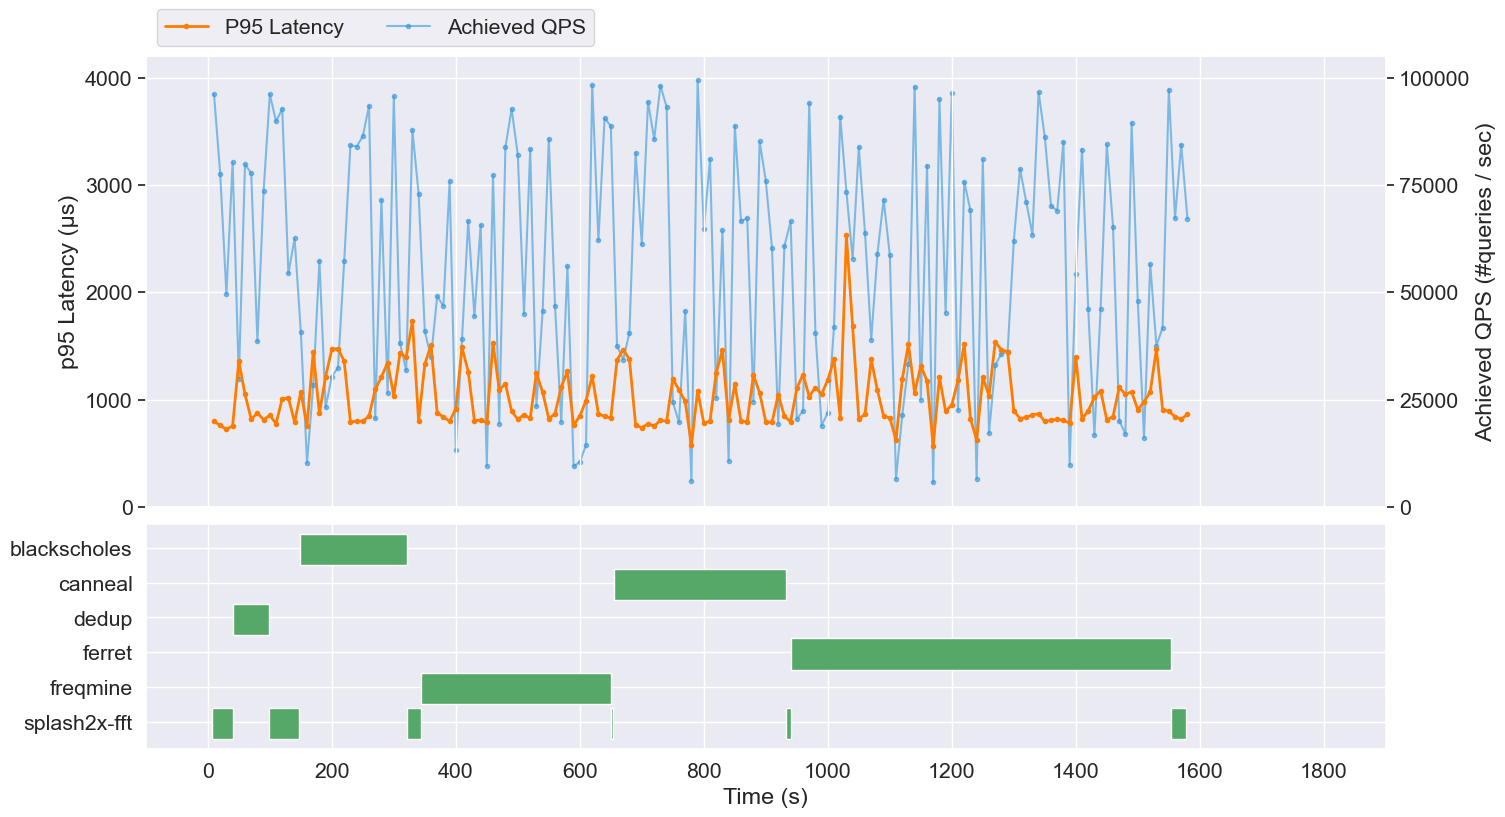 P95 Latency
Achieved QPS
4000
3000
2000
1000
0
p95 Latency (µs)
100000
75000
50000
25000
0
Achieved QPS (#queries / sec)
blackscholes
canneal
dedup
ferret
freqmine
splash2x-fft
0 200 400 600 800 1000 1200 1400 1600 1800
Time (s)